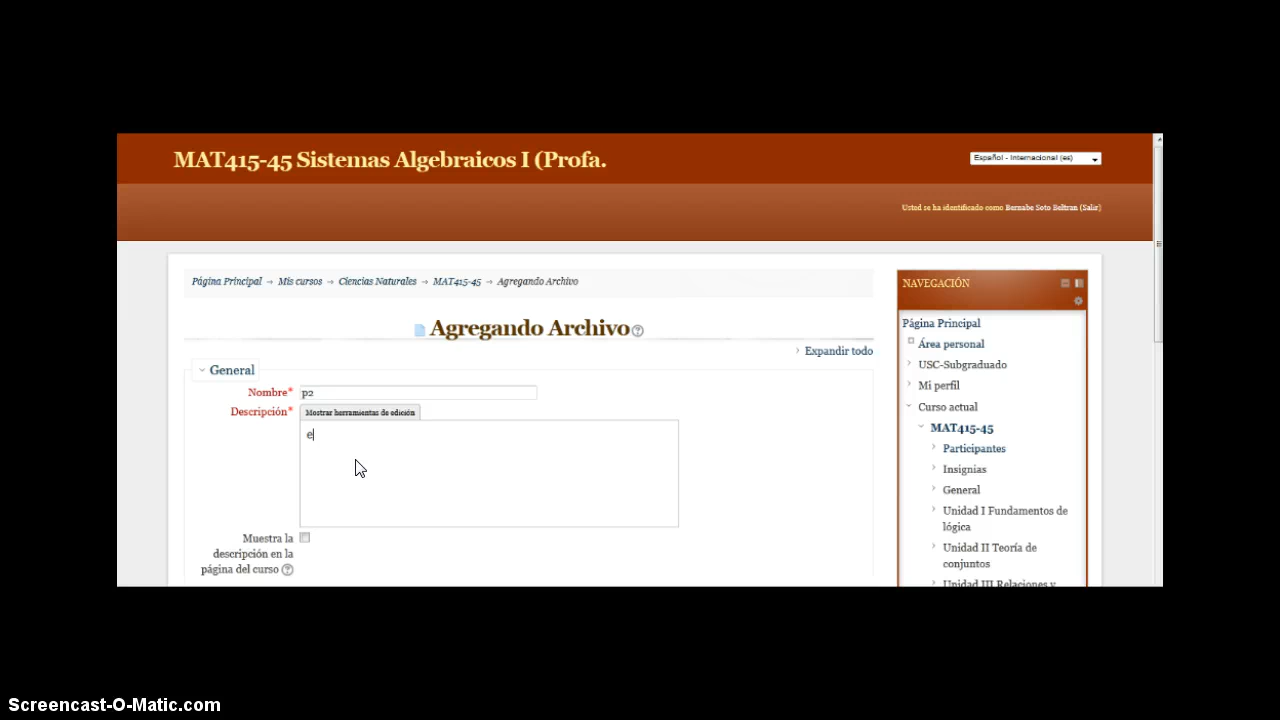 MAT415-45 Sistemas Algebraicos I (Profa.
Español - Internacional (es)
Usted se ha identificado como Bernabe Soto Beltran (Salir)
Página Principal → Mis cursos → Ciencias Naturales → MAT415-45 → Agregando Archivo
Agregando Archivo
Expandir todo
General
Nombre* p2
Descripción* Mostrar herramientas de edición
e
Muestra la
descripción en la
página del curso
NAVEGACIÓN
Página Principal
Área personal
USC-Subgraduado
Mi perfil
Curso actual
MAT415-45
Participantes
Insignias
General
Unidad I Fundamentos de
lógica
Unidad II Teoría de
conjuntos
Unidad III Relaciones y
Screencast-O-Matic.com